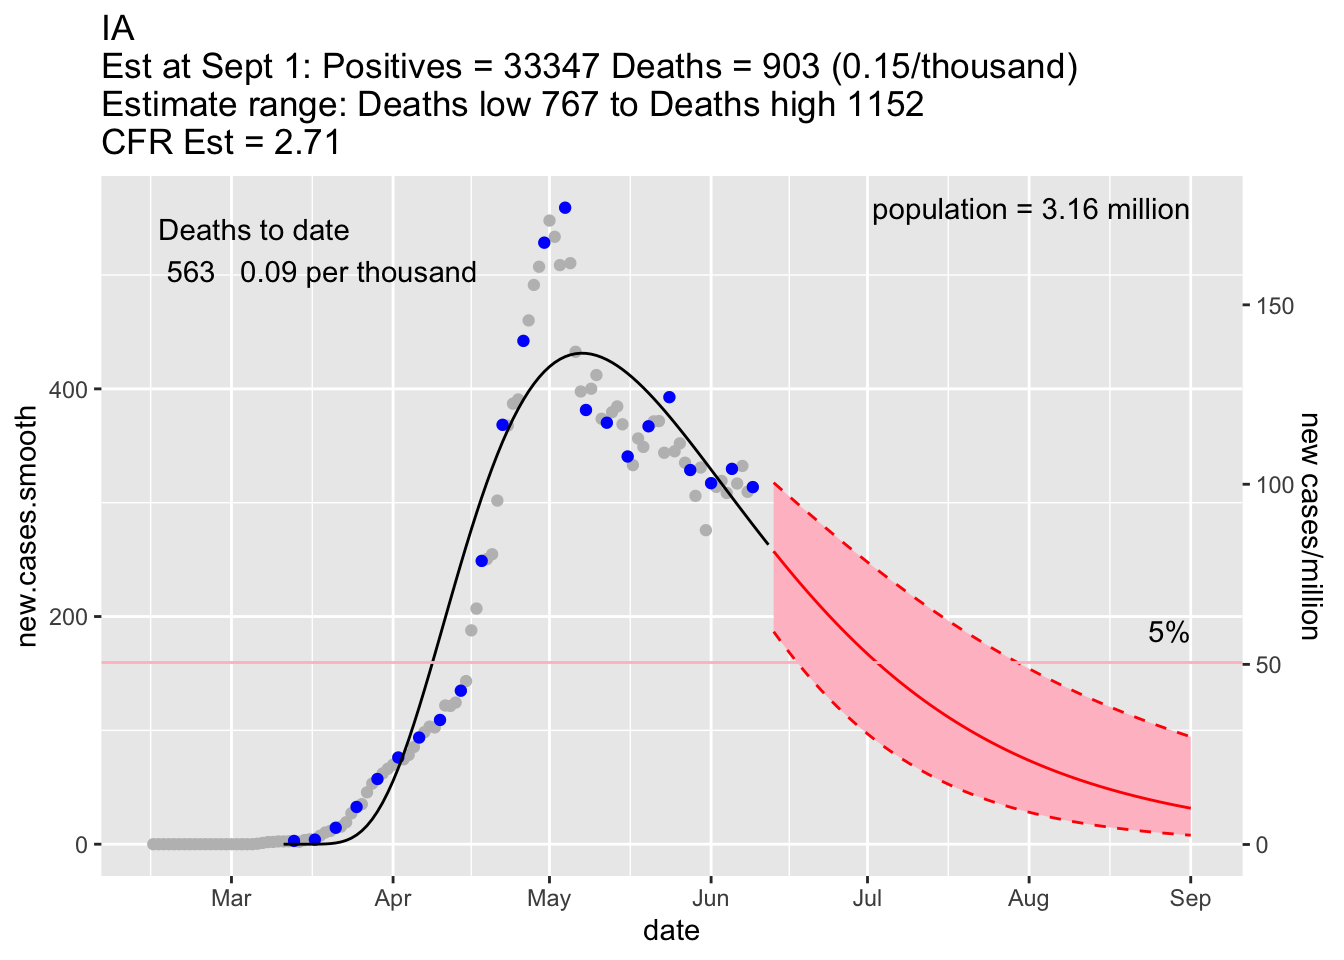 IA
Est at Sept 1: Positives = 33347 Deaths = 903 (0.15/thousand)
Estimate range: Deaths low 767 to Deaths high 1152
CFR Est = 2.71
Deaths to date
563 0.09 per thousand
population = 3.16 million
5%
new.cases.smooth
400
200
0
new cases/million
150
100
50
0
Mar Apr May Jun Jul Aug Sep
date